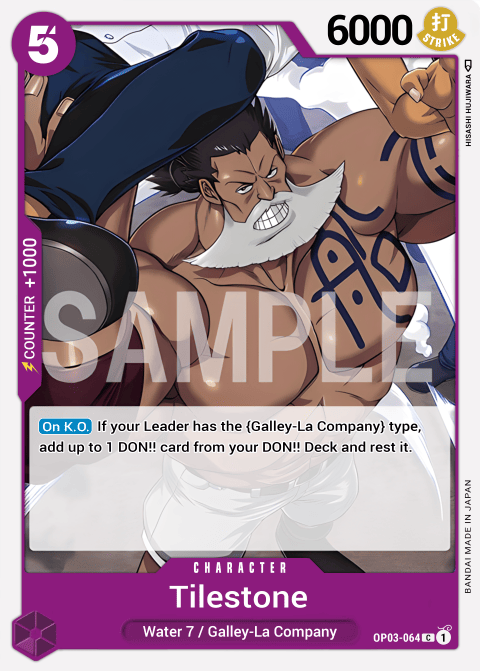 5
6000
打
STRIKE
HISASHI HUJIWARA
COUNTER +1000
SAMPLE
On K.O. If your Leader has the {Galley-La Company} type,
add up to 1 DON!! card from your DON!! Deck and rest it.
BANDAI MADE IN JAPAN
CHARACTER
Tilestone
Water 7 / Galley-La Company
OP03-064 C 1